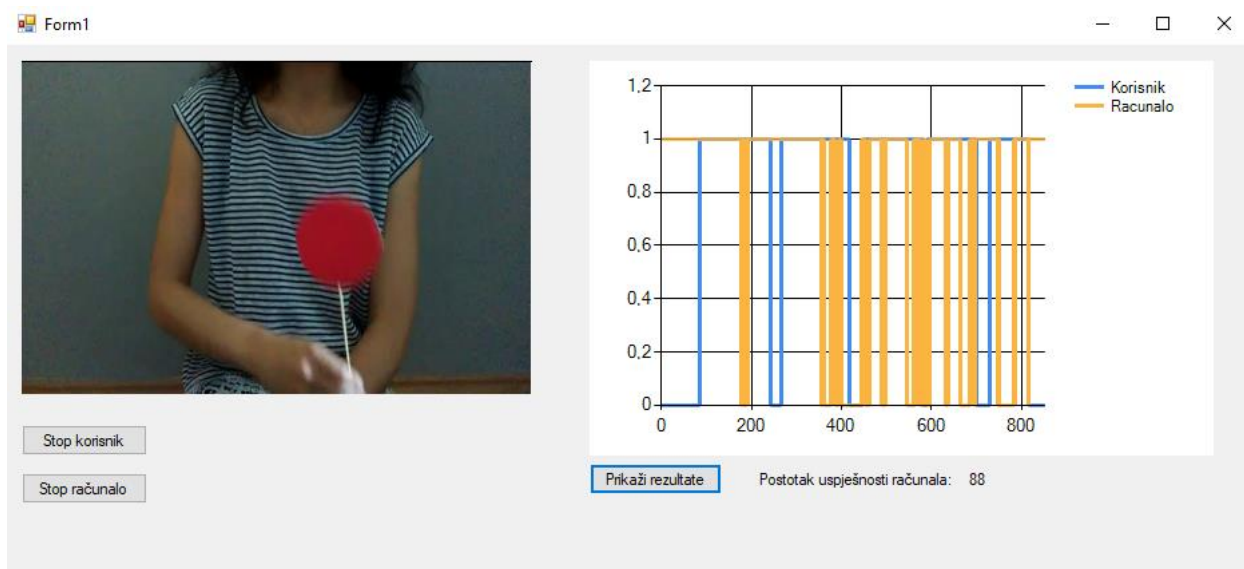 Form1
1,2
1
0,8
0,6
0,4
0,2
0
0 200 400 600 800
Korisnik
Racunalo
Stop korisnik
Stop računalo
Prikaži rezultate
Postotak uspješnosti računala: 88